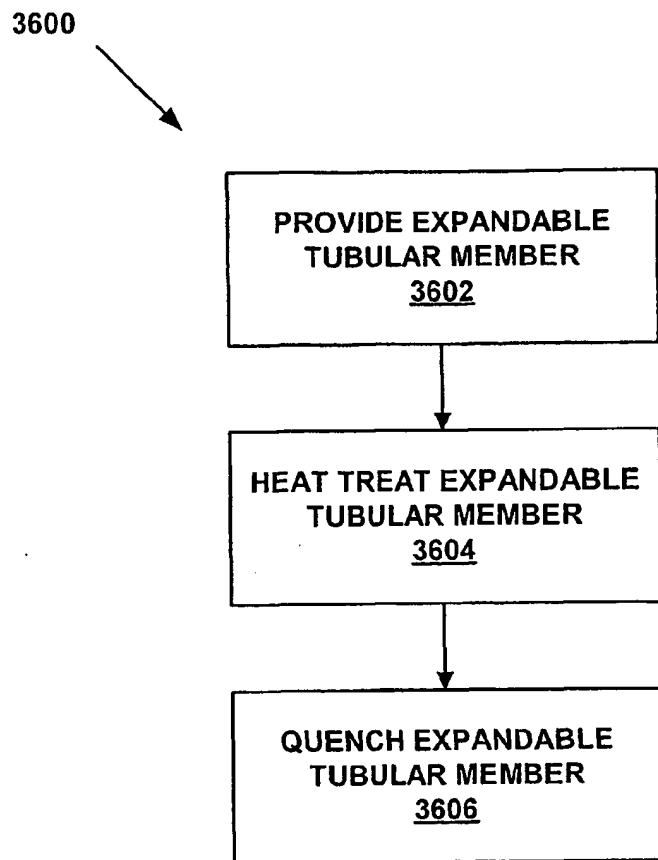 3600
PROVIDE EXPANDABLE
TUBULAR MEMBER
3602
HEAT TREAT EXPANDABLE
TUBULAR MEMBER
3604
QUENCH EXPANDABLE
TUBULAR MEMBER
3606